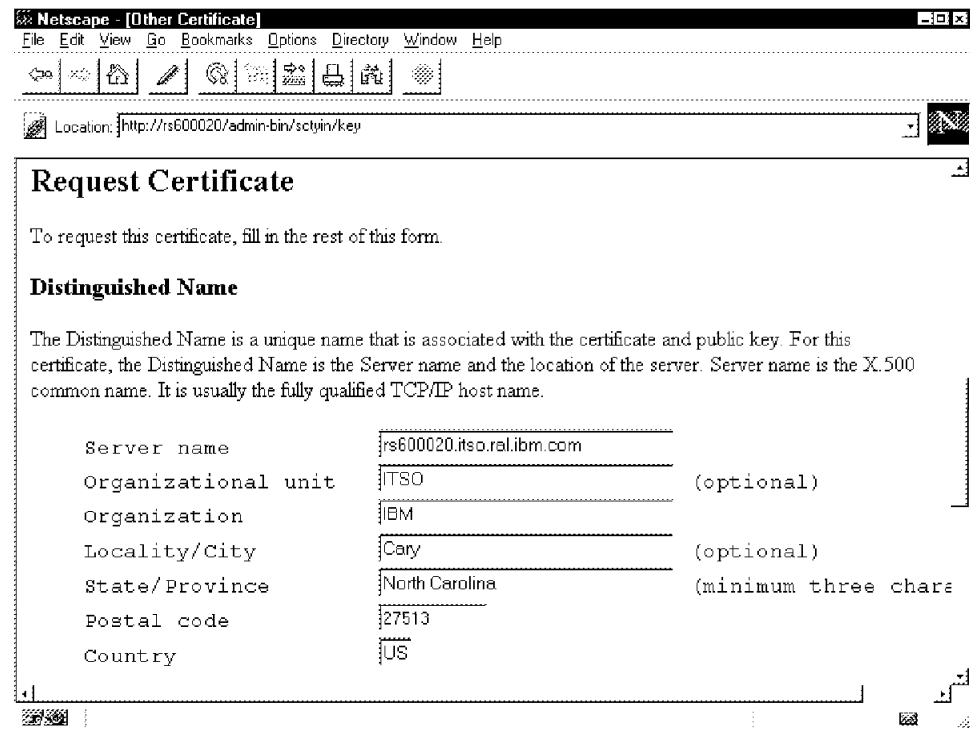 Netscape - [Other Certificate]
File Edit View Go Bookmarks Options Directory Window Help
Location: http://rs600020/admin-bin/sctyin/key
N
Request Certificate
To request this certificate, fill in the rest of this form.
Distinguished Name
The Distinguished Name is a unique name that is associated with the certificate and public key. For this
certificate, the Distinguished Name is the Server name and the location of the server. Server name is the X.500
common name. It is usually the fully qualified TCP/IP host name.
Server name rs600020.itso.ral.ibm.com
Organizational unit ITSO (optional)
Organization IBM
Locality/City Cary (optional)
State/Province North Carolina (minimum three chara
Postal code 27513
Country US